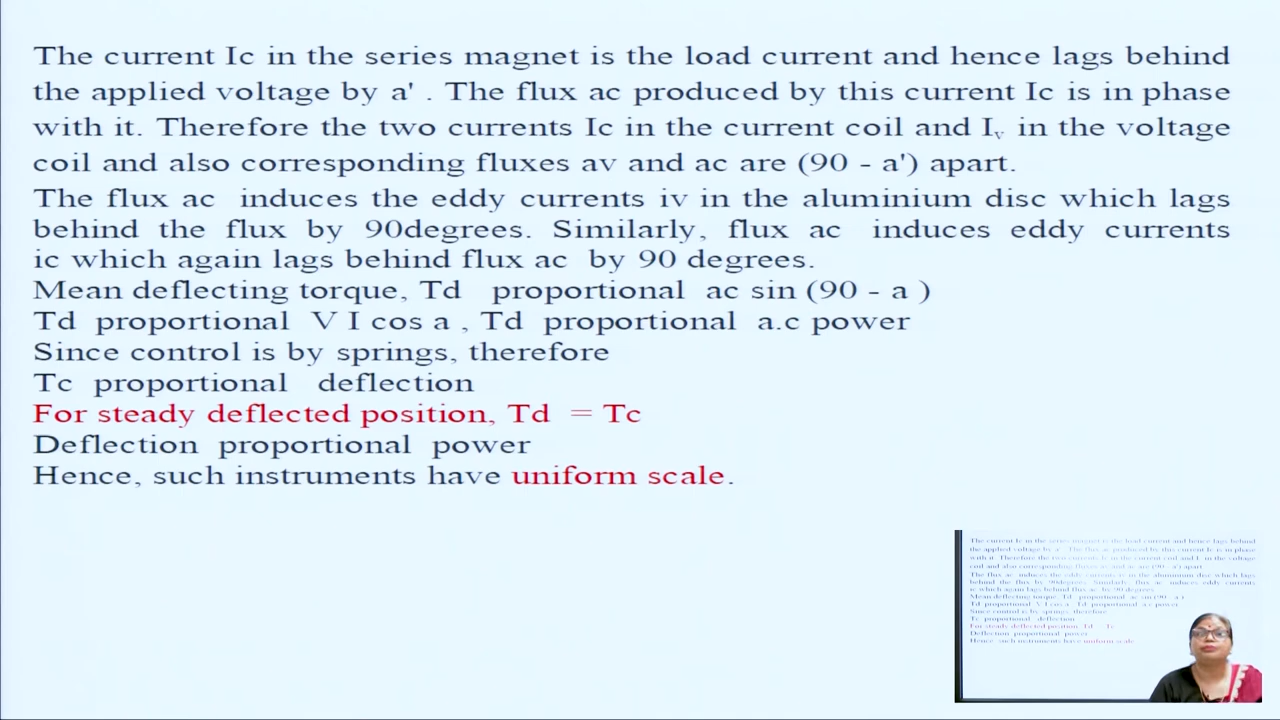 The current Ic in the series magnet is the load current and hence lags behind
the applied voltage by a' . The flux ac produced by this current Ic is in phase
with it. Therefore the two currents Ic in the current coil and Iv in the voltage
coil and also corresponding fluxes av and ac are (90 - a') apart.
The flux ac induces the eddy currents iv in the aluminium disc which lags
behind the flux by 90degrees. Similarly, flux ac induces eddy currents
ic which again lags behind flux ac by 90 degrees.
Mean deflecting torque, Td proportional ac sin (90 - a )
Td proportional V I cos a , Td proportional a.c power
Since control is by springs, therefore
Tc proportional deflection
For steady deflected position, Td = Tc
Deflection proportional power
Hence, such instruments have uniform scale.